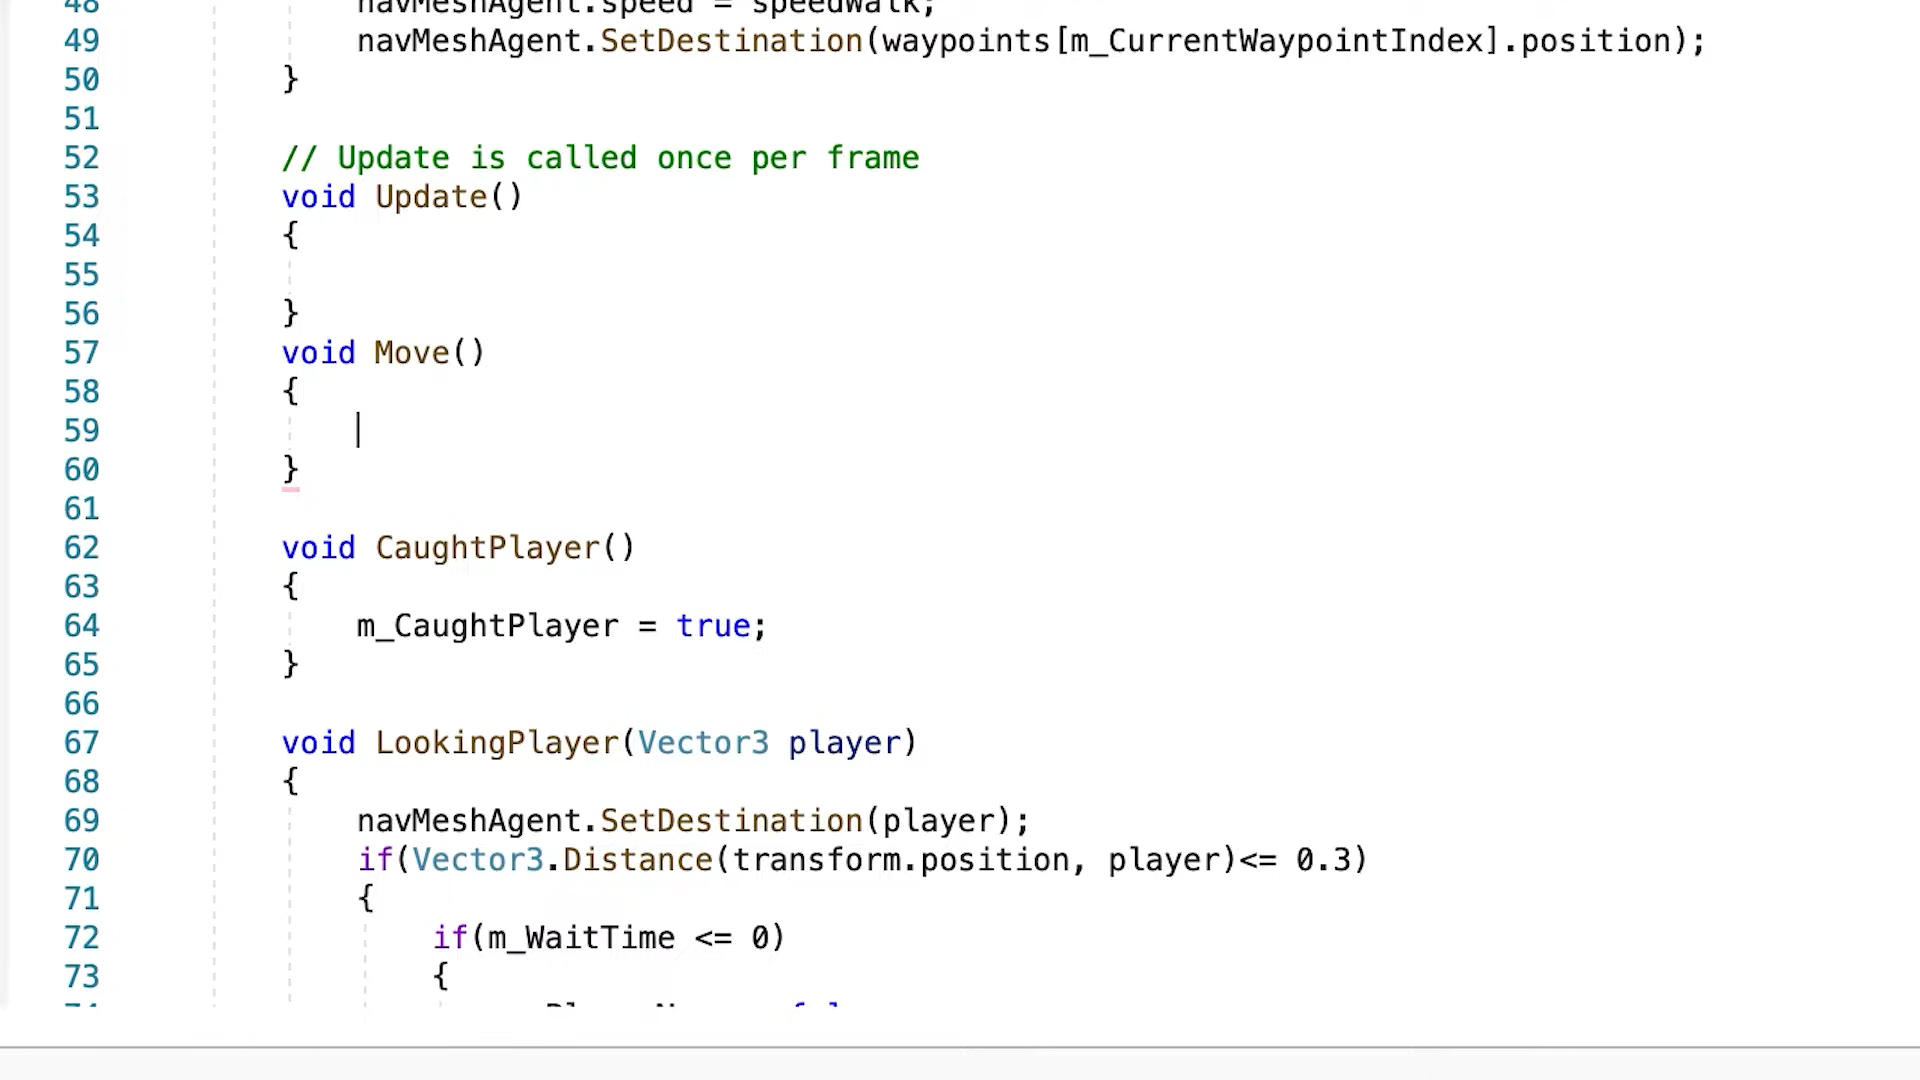 48 navMeshAgent.speed = speedWalk;
49 navMeshAgent.SetDestination(waypoints[m_CurrentWaypointIndex].position);
50 }
51
52 // Update is called once per frame
53 void Update()
54 {
55
56 }
57 void Move()
58 {
59
60 }
61
62 void CaughtPlayer()
63 {
64 m_CaughtPlayer = true;
65 }
66
67 void LookingPlayer(Vector3 player)
68 {
69 navMeshAgent.SetDestination(player);
70 if(Vector3.Distance(transform.position, player)<= 0.3)
71 {
72 if(m_WaitTime <= 0)
73 {